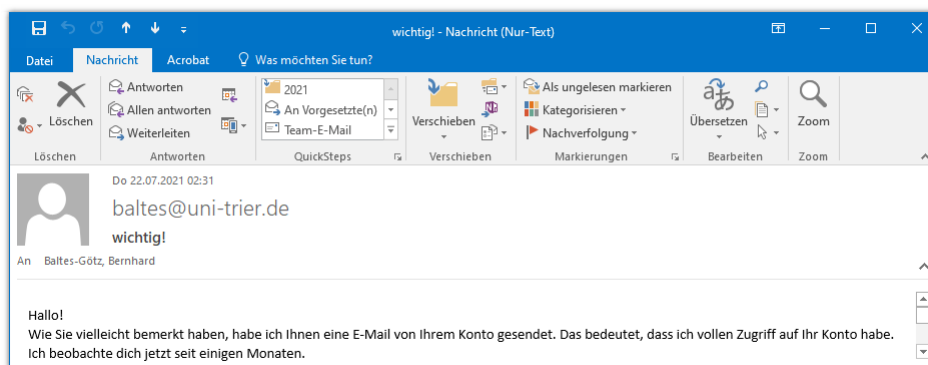 wichtig! - Nachricht (Nur-Text)
Datei Nachricht Acrobat Was möchten Sie tun?
Löschen
Löschen
Antworten
Allen antworten
Weiterleiten
Antworten
2021
An Vorgesetzte(n)
Team-E-Mail
QuickSteps
Verschieben
Verschieben
Als ungelesen markieren
Kategorisieren
Nachverfolgung
Markierungen
Übersetzen
Bearbeiten
Zoom
Zoom
Do 22.07.2021 02:31
baltes@uni-trier.de
wichtig!
An Baltes-Götz, Bernhard
Hallo!
Wie Sie vielleicht bemerkt haben, habe ich Ihnen eine E-Mail von Ihrem Konto gesendet. Das bedeutet, dass ich vollen Zugriff auf Ihr Konto habe.
Ich beobachte dich jetzt seit einigen Monaten.